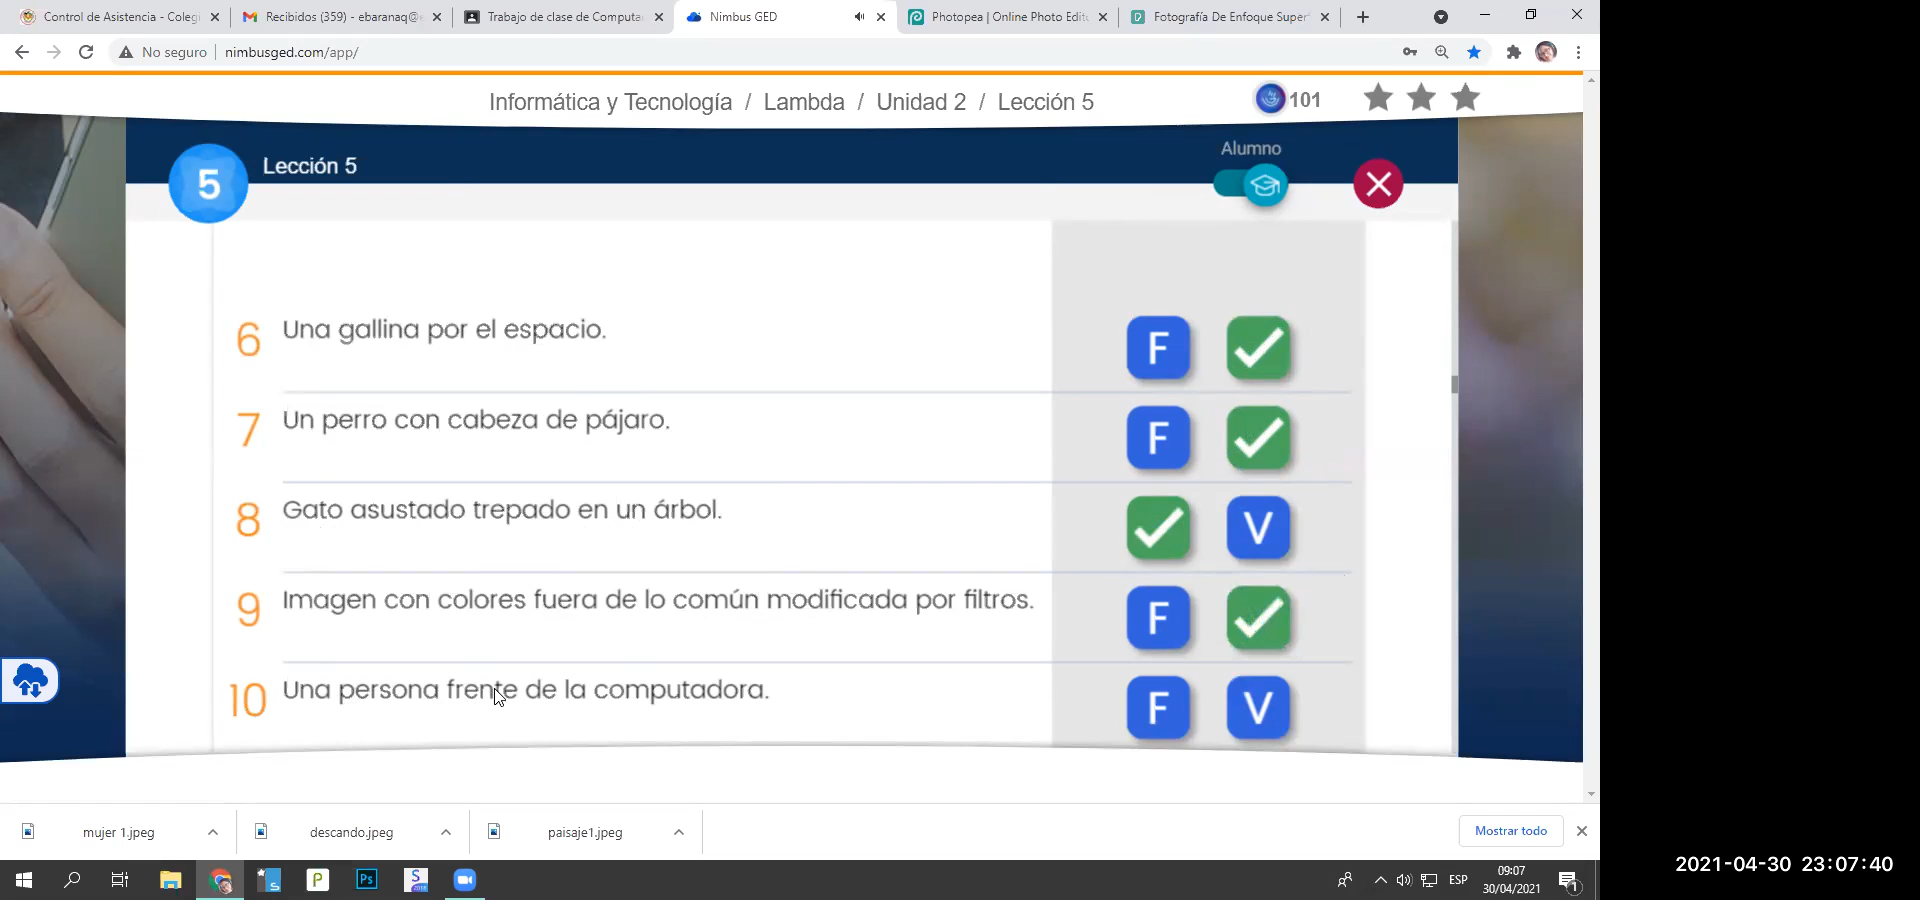 Control de Asistencia - Coleg
Recibidos (359) - ebaranaq@
Trabajo de clase de Computa
Nimbus GED
Photopea | Online Photo Edit
Fotografía De Enfoque Super
No seguro
nimbusged.com/app/
Informática y Tecnología / Lambda / Unidad 2 / Lección 5
101
5
Lección 5
Alumno
6 Una gallina por el espacio. F
7 Un perro con cabeza de pájaro. F
8 Gato asustado trepado en un árbol. V
9 Imagen con colores fuera de lo común modificada por filtros. F
10 Una persona frente de la computadora. F V
mujer 1.jpeg
descando.jpeg
paisaje1.jpeg
Mostrar todo
S
P
Ps
S
2018
ESP
09:07
30/04/2021
1
2021-04-30 23:07:40